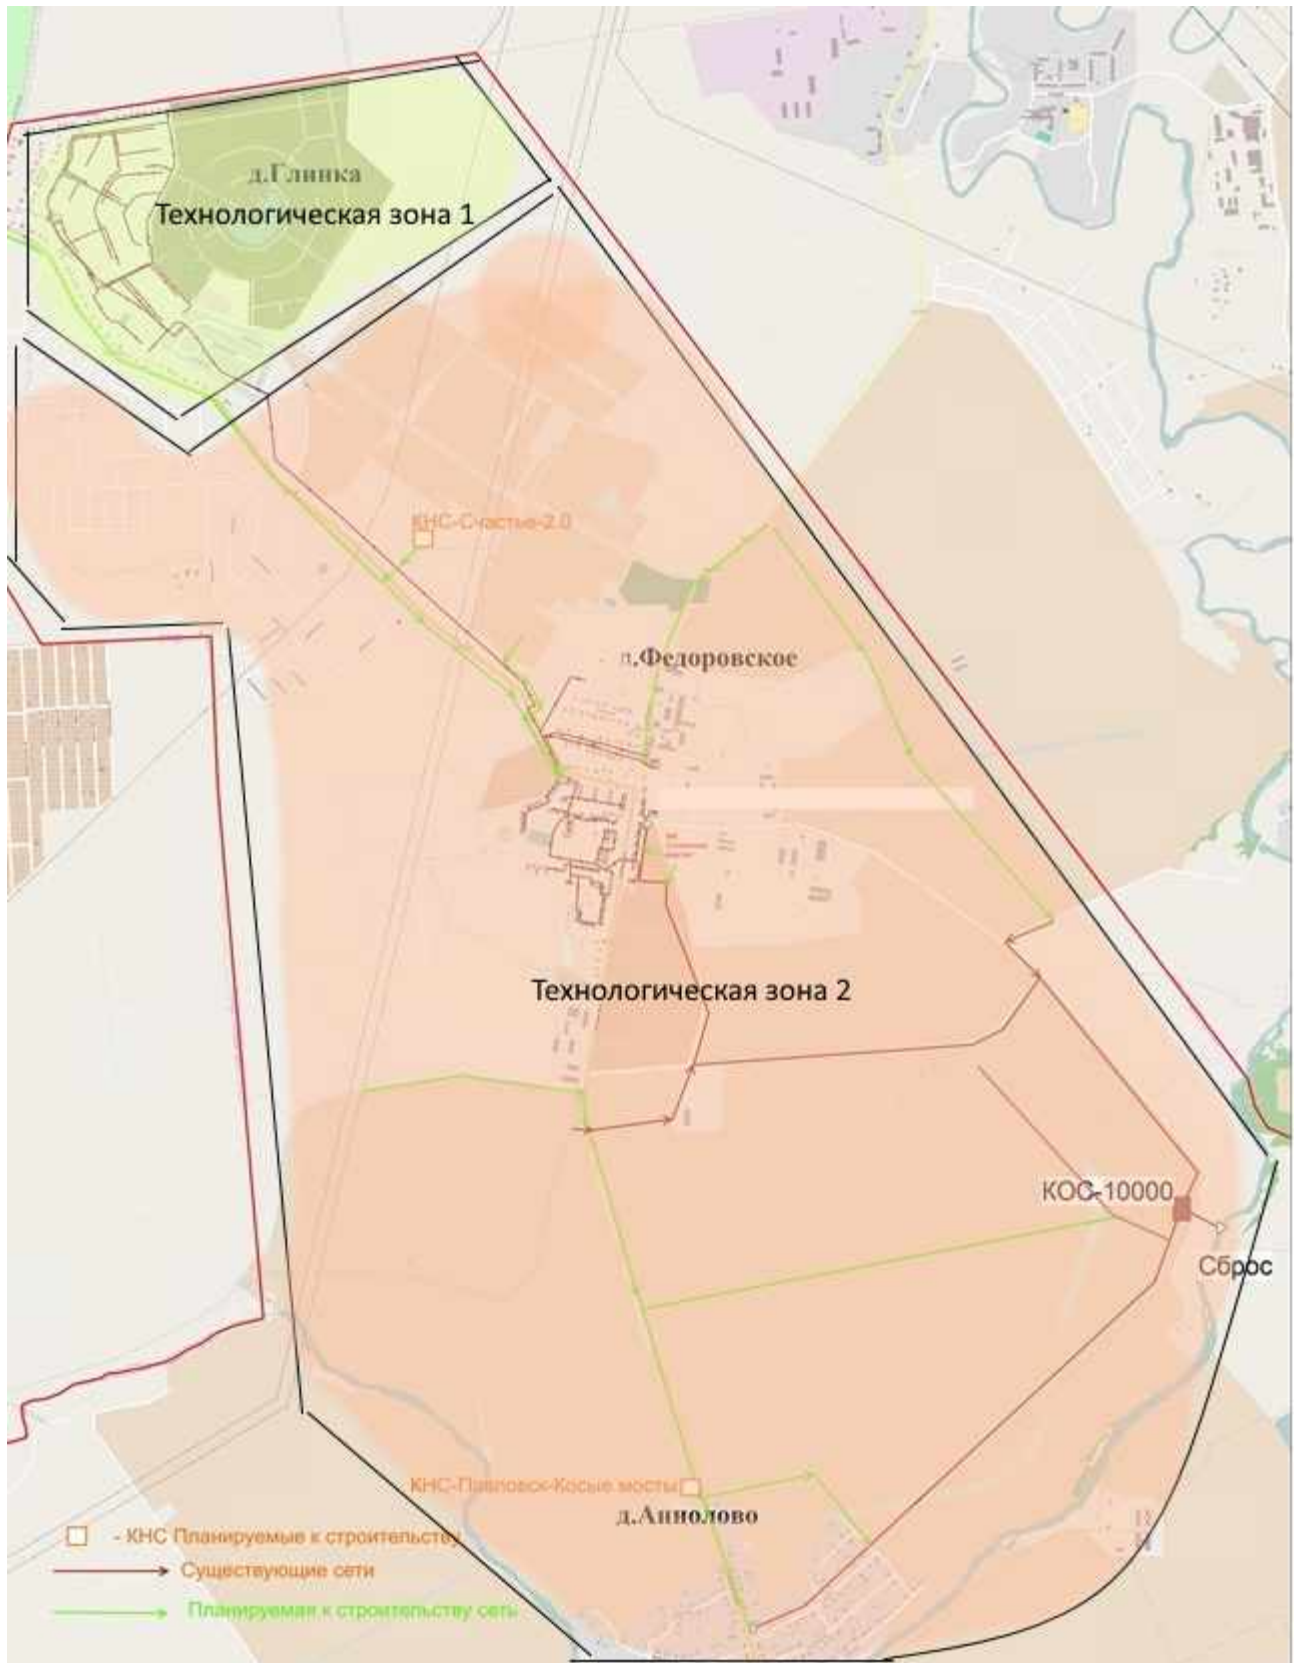 д.Глинка
Технологическая зона 1
КНС-Счастье-2.0
д.Федоровское
Технологическая зона 2
КОС-10000
Сброс
КНС-Павловск-Косые мосты
д.Аннолово
- КНС Планируемые к строительству
Существующие сети
Планируемая к строительству сеть